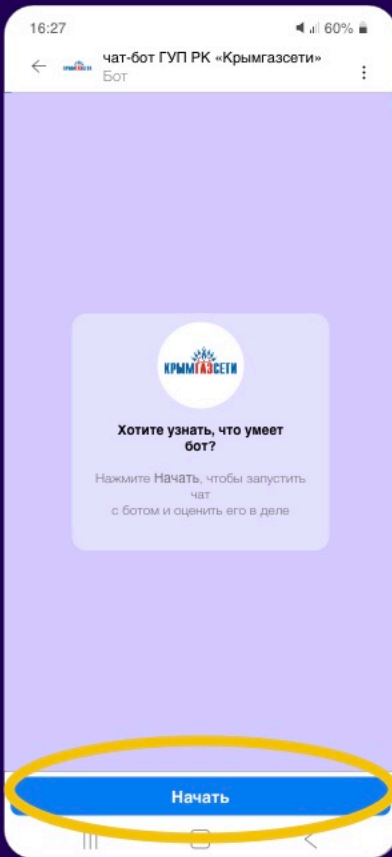 16:27 60%
чат-бот ГУП РК «Крымгазсети»
Бот
КРЫМГАЗСЕТИ
Хотите узнать, что умеет
бот?
Нажмите Начать, чтобы запустить
чат
с ботом и оценить его в деле
Начать